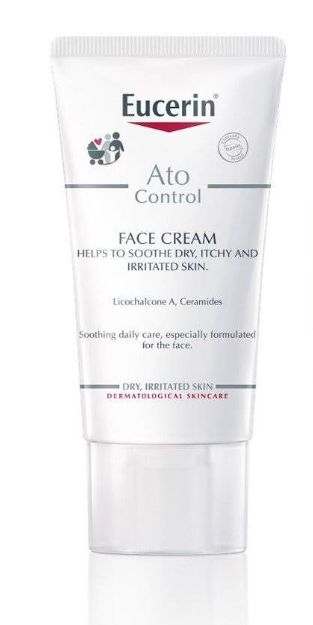 Eucerin®
Ato
Control
FACE CREAM
HELPS TO SOOTHE DRY, ITCHY AND
IRRITATED SKIN.
Licochalcone A, Ceramides
Soothing daily care, especially formulated
for the face.
DRY, IRRITATED SKIN
DERMATOLOGICAL SKINCARE